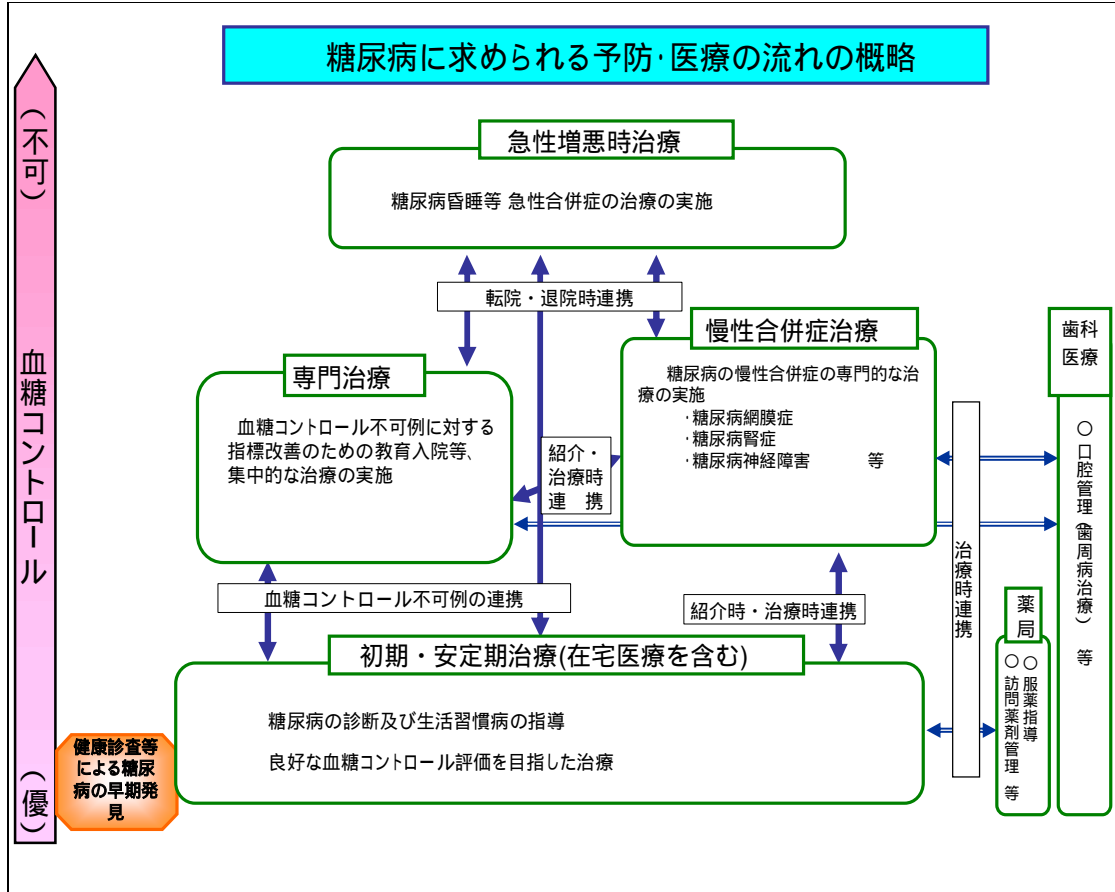 糖尿病に求められる予防･医療の流れの概略
(不可)
血糖コントロール
(優)
急性増悪時治療
糖尿病昏睡等 急性合併症の治療の実施
転院・退院時連携
慢性合併症治療
糖尿病の慢性合併症の専門的な治
療の実施
･糖尿病網膜症
･糖尿病腎症
･糖尿病神経障害 等
専門治療
血糖コントロール不可例に対する
指標改善のための教育入院等、
集中的な治療の実施
紹介・
治療時
連 携
血糖コントロール不可例の連携
紹介時・治療時連携
初期・安定期治療(在宅医療を含む)
糖尿病の診断及び生活習慣病の指導
良好な血糖コントロール評価を目指した治療
健康診査等
による糖尿
病の早期発
見
治療時連携
歯科
医療
○口腔管理(歯周病治療) 等
薬局
○服薬指導
○訪問薬剤管理 等